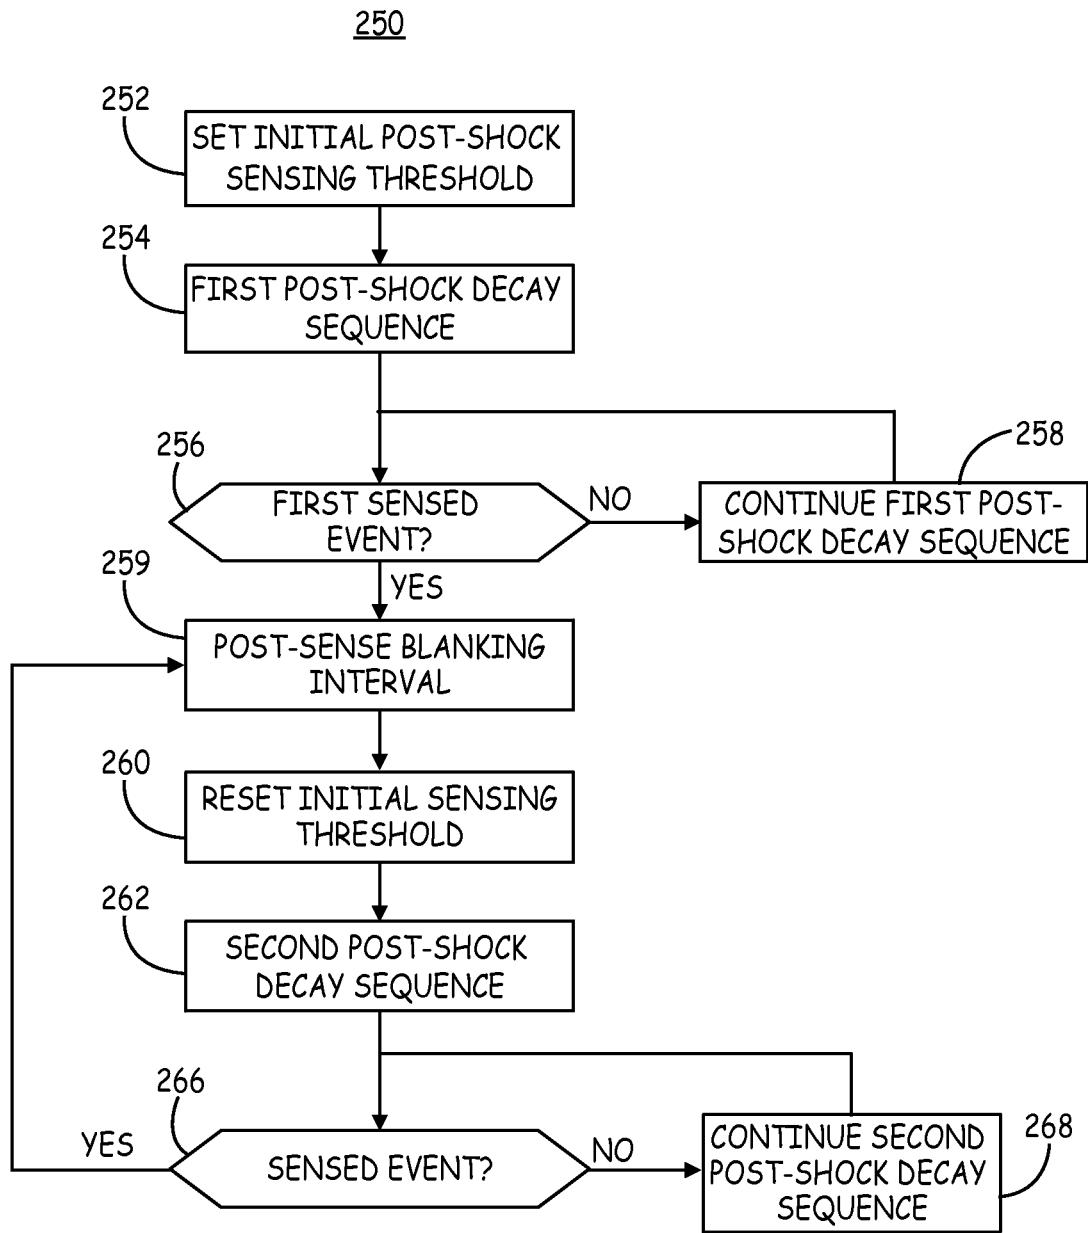 250
252
SET INITIAL POST-SHOCK
SENSING THRESHOLD
254
FIRST POST-SHOCK DECAY
SEQUENCE
256
FIRST SENSED
EVENT?
NO
258
CONTINUE FIRST POST-
SHOCK DECAY SEQUENCE
YES
259
POST-SENSE BLANKING
INTERVAL
260
RESET INITIAL SENSING
THRESHOLD
262
SECOND POST-SHOCK
DECAY SEQUENCE
266
YES
SENSED EVENT?
NO
CONTINUE SECOND
POST-SHOCK DECAY
SEQUENCE
268